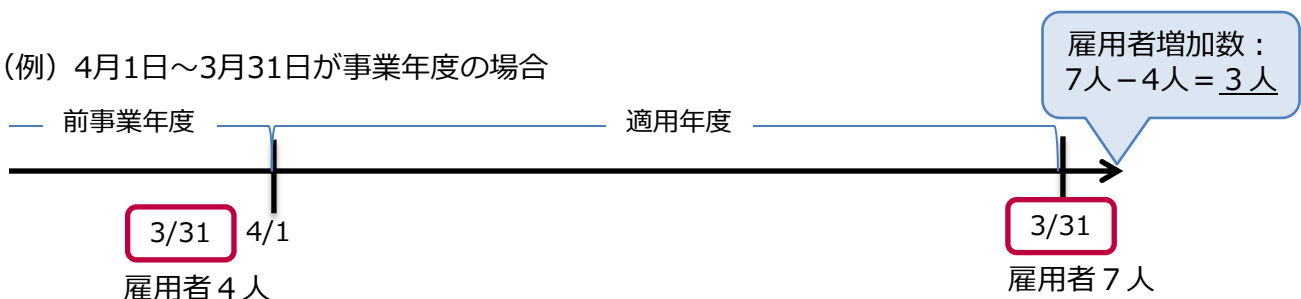 雇用者増加数：
7人－4人＝３人
（例）4月1日～3月31日が事業年度の場合
前事業年度
適用年度
3/31
4/1
3/31
雇用者４人
雇用者７人